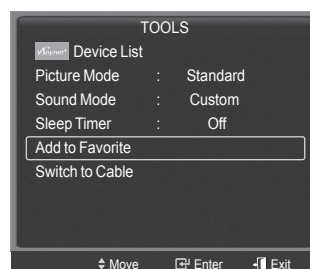 TOOLS
Anynet+ Device List
Picture Mode : Standard
Sound Mode : Custom
Sleep Timer : Off
Add to Favorite
Switch to Cable
Move Enter Exit